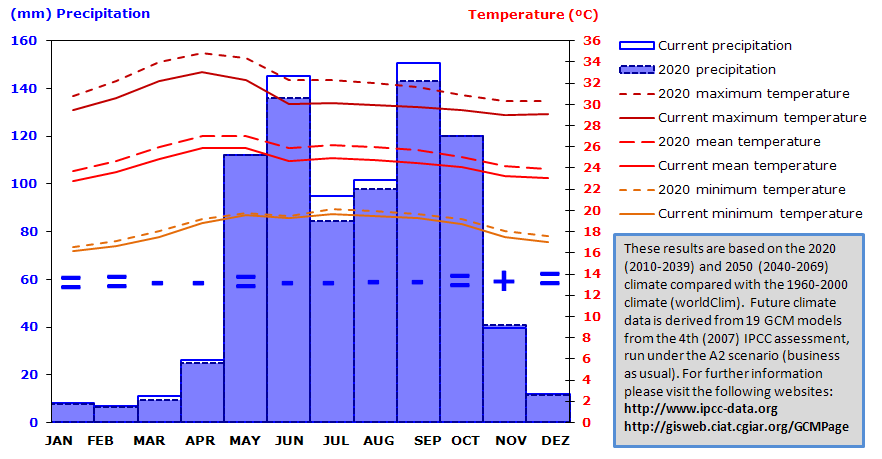 (mm) Precipitation
Temperature (ºC)
160
140
120
100
80
60
40
20
0
36
34
32
30
28
26
24
22
20
18
16
14
12
10
8
6
4
2
0
JAN FEB MAR APR MAY JUN JUL AUG SEP OCT NOV DEZ
= = - - = - - - - = + =
Current precipitation
2020 precipitation
2020 maximum temperature
Current maximum temperature
2020 mean temperature
Current mean temperature
2020 minimum temperature
Current minimum temperature
These results are based on the 2020
(2010-2039) and 2050 (2040-2069)
climate compared with the 1960-2000
climate (worldClim). Future climate
data is derived from 19 GCM models
from the 4th (2007) IPCC assessment,
run under the A2 scenario (business
as usual). For further information
please visit the following websites:
http://www.ipcc-data.org
http://gisweb.ciat.cgiar.org/GCMPage